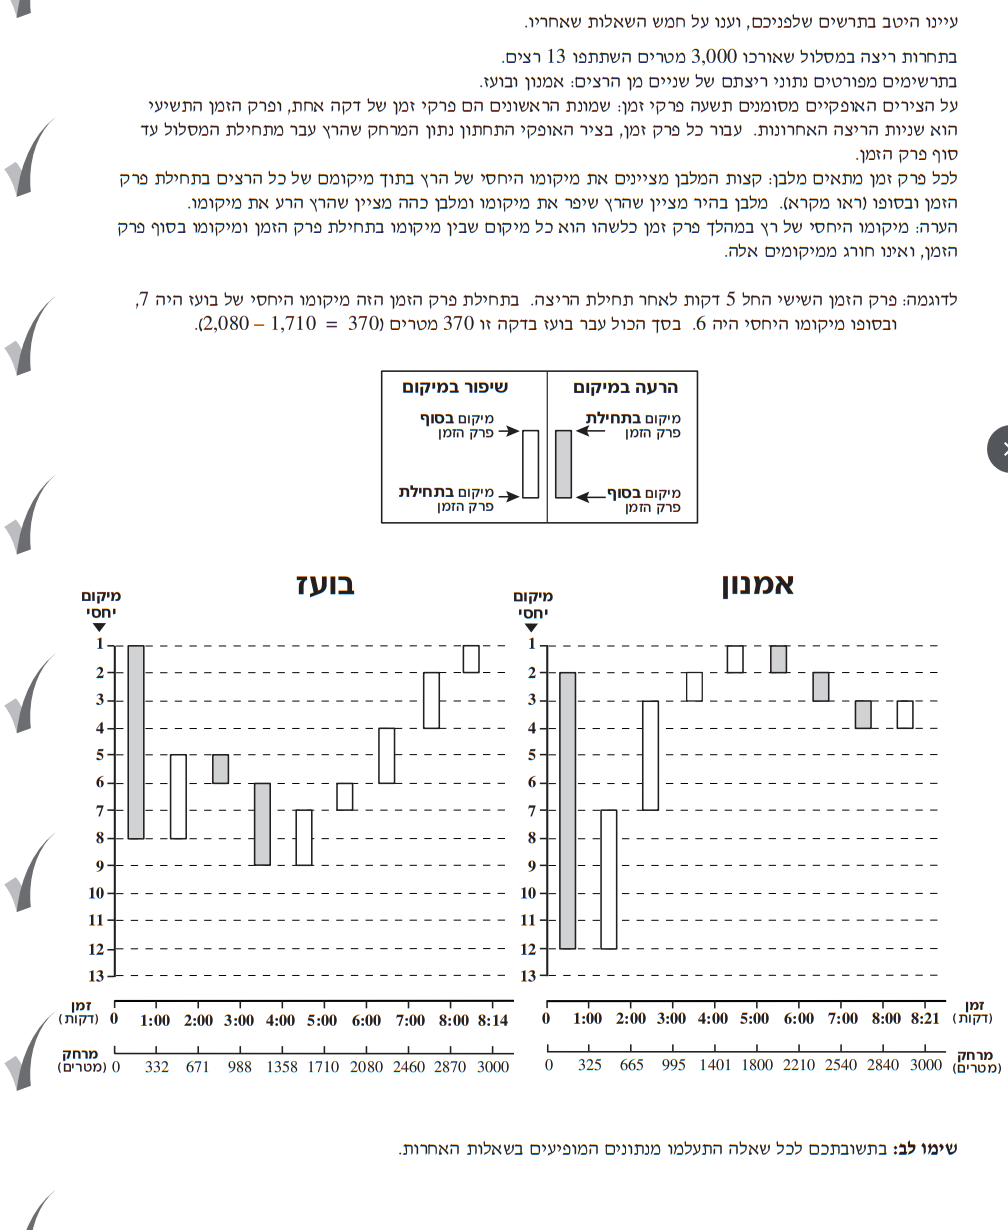 עיינו היטב בתרשים שלפניכם, וענו על חמש השאלות שאחריו.
בתחרות ריצה במסלול שאורכו 3,000 מטרים השתתפו 13 רצים.
בתרשימים מפורטים נתוני ריצתם של שניים מן הרצים: אמנון ובועז.
על הצירים האופקיים מסומנים תשעה פרקי זמן: שמונת הראשונים הם פרקי זמן של דקה אחת, ופרק הזמן התשיעי
הוא שניות הריצה האחרונות. עבור כל פרק זמן, בציר האופקי התחתון נתון המרחק שהרץ עבר מתחילת המסלול עד
סוף פרק הזמן.
לכל פרק זמן מתאים מלבן: קצות המלבן מציינים את מיקומו היחסי של הרץ בתוך מיקומם של כל הרצים בתחילת פרק
הזמן ובסופו (ראו מקרא). מלבן בהיר מציין שהרץ שיפר את מיקומו ומלבן כהה מציין שהרץ הרע את מיקומו.
הערה: מיקומו היחסי של רץ במהלך פרק זמן כלשהו הוא כל מיקום שבין מיקומו בתחילת פרק הזמן ומיקומו בסוף פרק
הזמן, ואינו חורג ממיקומים אלה.
לדוגמה: פרק הזמן השישי החל 5 דקות לאחר תחילת הריצה. בתחילת פרק הזמן הזה מיקומו היחסי של בועז היה 7,
ובסופו מיקומו היחסי היה 6. בסך הכול עבר בועז בדקה זו 370 מטרים (370 = 1,710 – 2,080).
הרעה במיקום
מיקום בתחילת
פרק הזמן
מיקום בסוף
פרק הזמן
שיפור במיקום
מיקום בסוף
פרק הזמן
מיקום בתחילת
פרק הזמן
אמנון
מיקום
יחסי
1
2
3
4
5
6
7
8
9
10
11
12
13
0 1:00 2:00 3:00 4:00 5:00 6:00 7:00 8:00 8:21
זמן
(דקות)
0 325 665 995 1401 1800 2210 2540 2840 3000
מרחק
(מטרים)
בועז
מיקום
יחסי
1
2
3
4
5
6
7
8
9
10
11
12
13
זמן
(דקות)
0 1:00 2:00 3:00 4:00 5:00 6:00 7:00 8:00 8:14
מרחק
(מטרים)
0 332 671 988 1358 1710 2080 2460 2870 3000
שימו לב: בתשובתכם לכל שאלה התעלמו מנתונים המופיעים בשאלות האחרות.